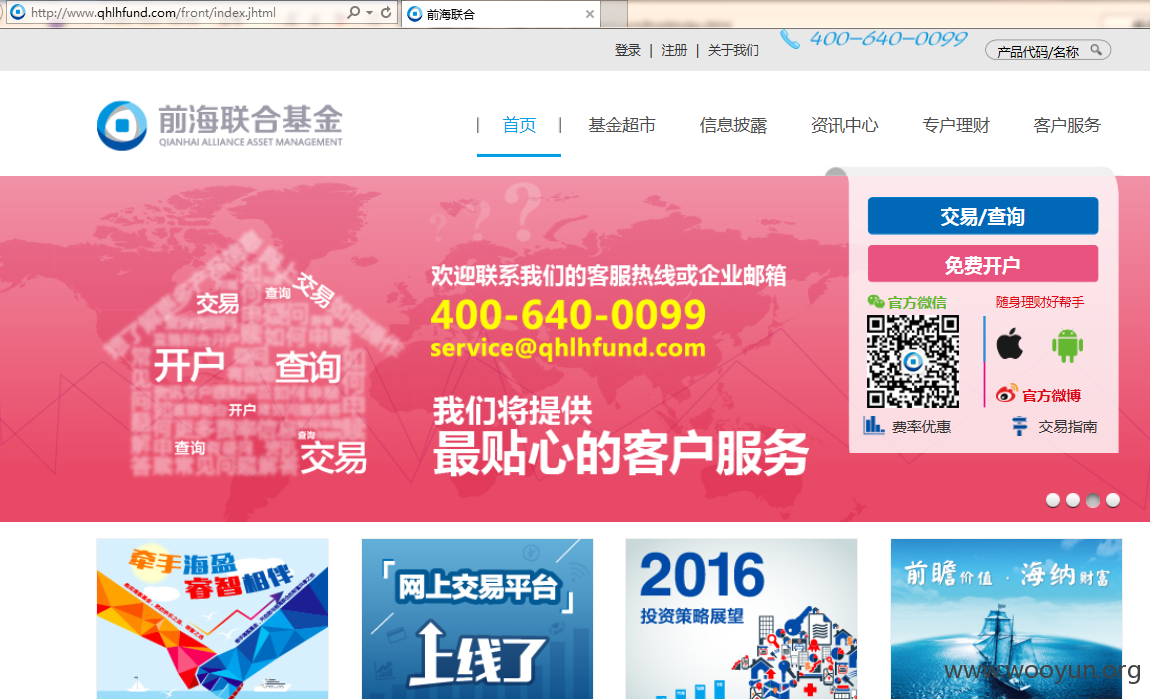 http://www.qhlhfund.com/front/index.jhtml
前海联合
登录 | 注册 | 关于我们
400-640-0099
产品代码/名称
前海联合基金
QIANHAI ALLIANCE ASSET MANAGEMENT
| 首页 | 基金超市 信息披露 资讯中心 专户理财 客户服务
交易/查询
免费开户
官方微信
随身理财好帮手
官方微博
费率优惠
交易指南
交易
查询
交易
开户
查询
开户
查询
查询
交易
欢迎联系我们的客服热线或企业邮箱
400-640-0099
service@qhlhfund.com
我们将提供
最贴心的客户服务
牵手海盈
睿智相伴
「网上交易平台」
上线了
2016
投资策略展望
前瞻价值·海纳财富
www.wooyun.org